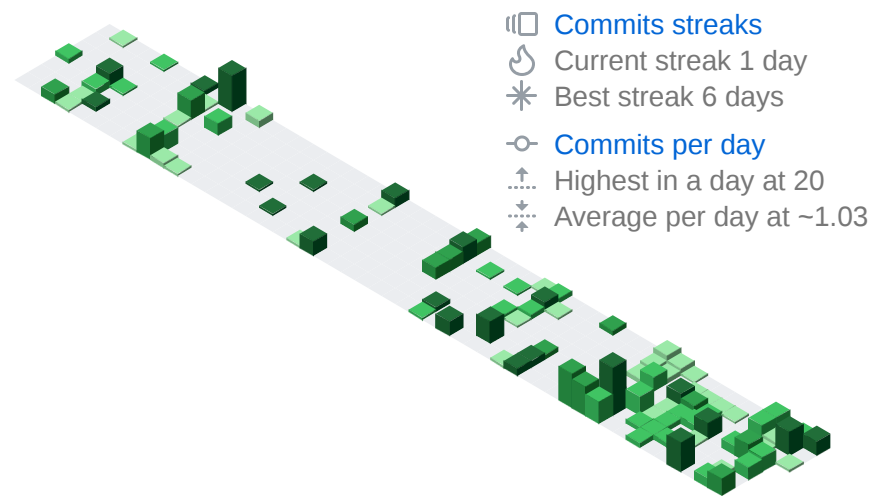 Commits streaks
Current streak 1 day
Best streak 6 days
Commits per day
Highest in a day at 20
Average per day at ~1.03